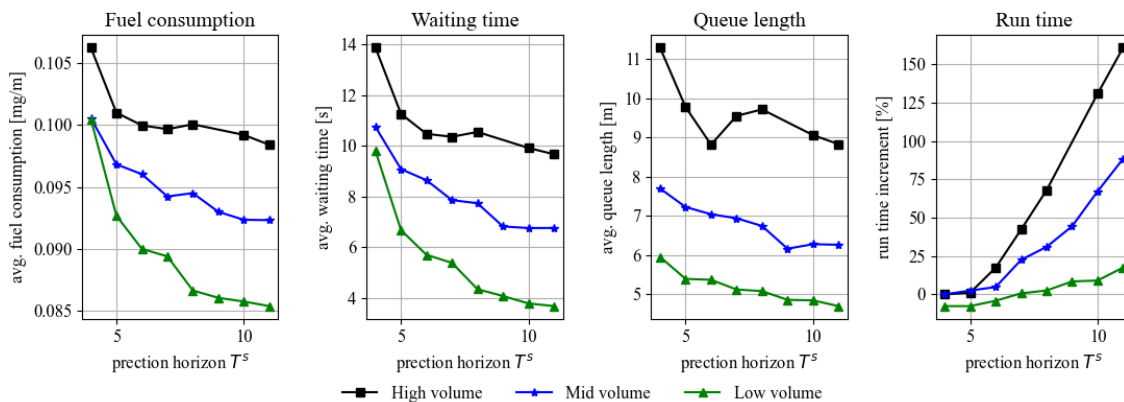 Fuel consumption
avg. fuel consumption [mg/m]
0.105
0.100
0.095
0.090
0.085
5 10
prection horizon T^s
Waiting time
avg. waiting time [s]
14
12
10
8
6
4
5 10
prection horizon T^s
Queue length
avg. queue length [m]
11
10
9
8
7
6
5
5 10
prection horizon T^s
Run time
run time increment [%]
150
125
100
75
50
25
0
5 10
prection horizon T^s
High volume Mid volume Low volume